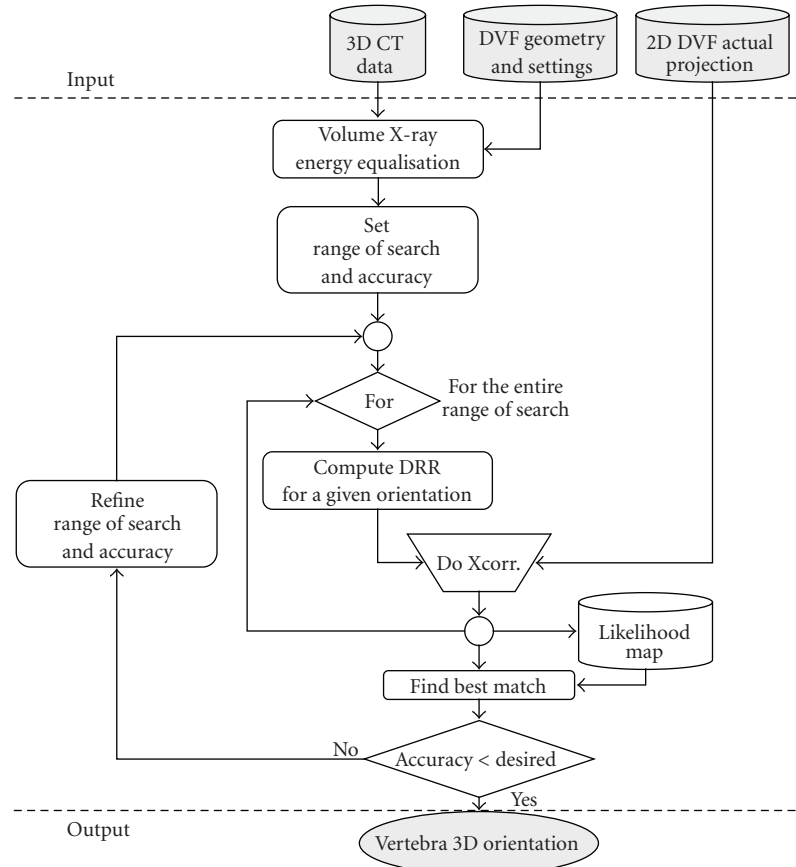 3D CT
data
DVF geometry
and settings
2D DVF actual
projection
Input
Volume X-ray
energy equalisation
Set
range of search
and accuracy
For
For the entire
range of search
Compute DRR
for a given orientation
Refine
range of search
and accuracy
Do Xcorr.
Likelihood
map
Find best match
No
Accuracy < desired
Yes
Output
Vertebra 3D orientation